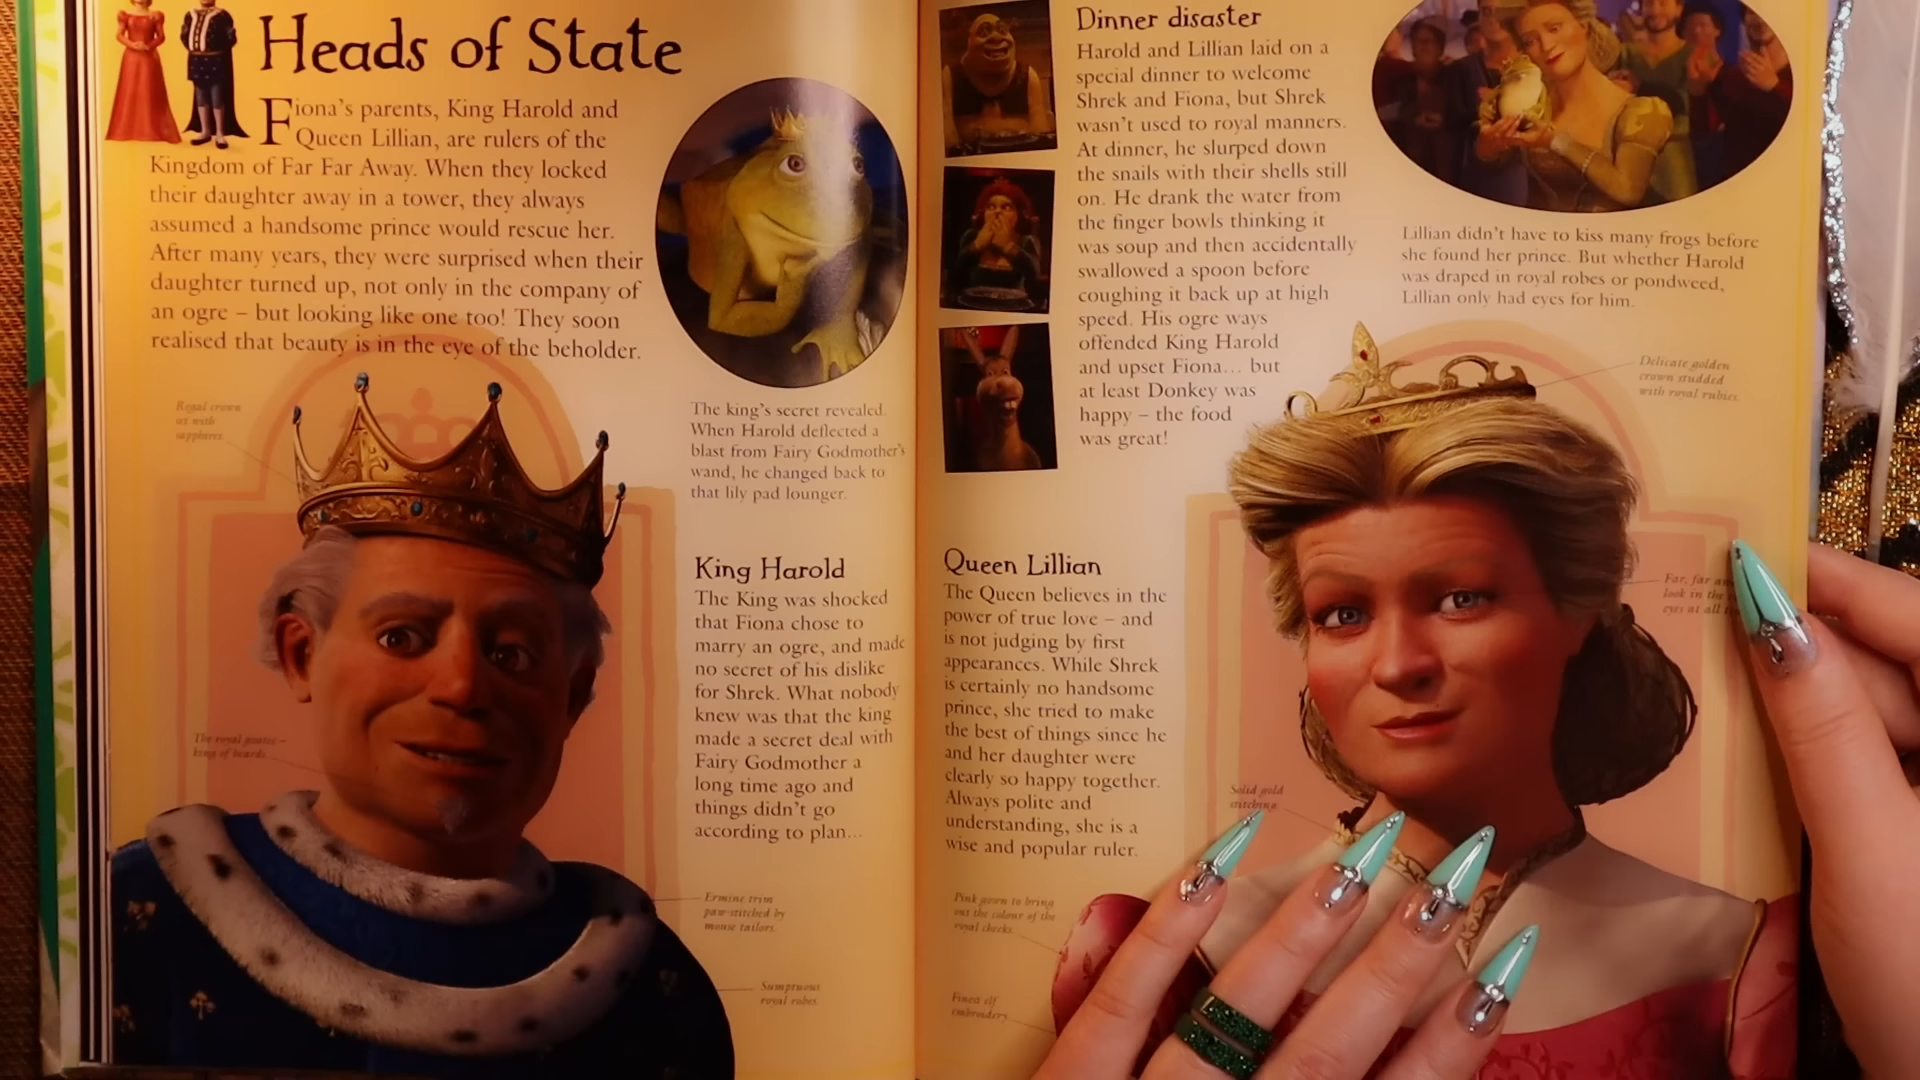 Heads of State
Fiona's parents, King Harold and
Queen Lillian, are rulers of the
Kingdom of Far Far Away. When they locked
their daughter away in a tower, they always
assumed a handsome prince would rescue her.
After many years, they were surprised when their
daughter turned up, not only in the company of
an ogre – but looking like one too! They soon
realised that beauty is in the eye of the beholder.
Royal crown
set with
sapphires.
The royal goatee –
king of beards.
The king's secret revealed.
When Harold deflected a
blast from Fairy Godmother's
wand, he changed back to
that lily pad lounger.
King Harold
The King was shocked
that Fiona chose to
marry an ogre, and made
no secret of his dislike
for Shrek. What nobody
knew was that the king
made a secret deal with
Fairy Godmother a
long time ago and
things didn't go
according to plan...
Ermine trim
paw-stitched by
mouse tailors.
Sumptuous
royal robes.
Dinner disaster
Harold and Lillian laid on a
special dinner to welcome
Shrek and Fiona, but Shrek
wasn't used to royal manners.
At dinner, he slurped down
the snails with their shells still
on. He drank the water from
the finger bowls thinking it
was soup and then accidentally
swallowed a spoon before
coughing it back up at high
speed. His ogre ways
offended King Harold
and upset Fiona... but
at least Donkey was
happy – the food
was great!
Lillian didn't have to kiss many frogs before
she found her prince. But whether Harold
was draped in royal robes or pondweed,
Lillian only had eyes for him.
Delicate golden
crown studded
with royal rubies.
Queen Lillian
The Queen believes in the
power of true love – and
is not judging by first
appearances. While Shrek
is certainly no handsome
prince, she tried to make
the best of things since he
and her daughter were
clearly so happy together.
Always polite and
understanding, she is a
wise and popular ruler.
Far, far
look in the
eyes at all
Solid gold
stitching
Pink gown to bring
out the colour of the
royal cheeks.
Finest elf
embroidery.